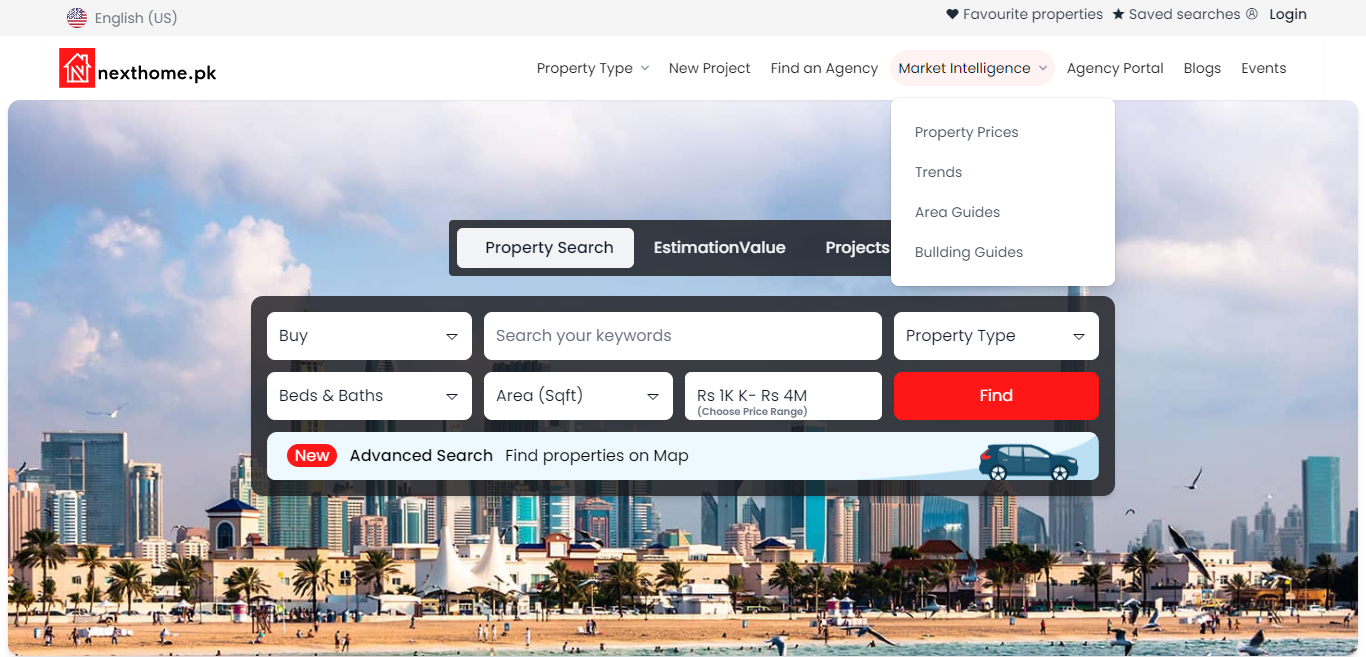 English (US)
Favourite properties Saved searches Login
nexthome.pk
Property Type New Project Find an Agency Market Intelligence Agency Portal Blogs Events
Property Prices
Trends
Area Guides
Bullding Guides
Property Search EstimationValue Projects
Buy Search your keywords Property Type
Beds & Baths Area (Sqft) Rs 1K K- Rs 4M Find
(Choose Price Range)
New Advanced Search Find properties on Map